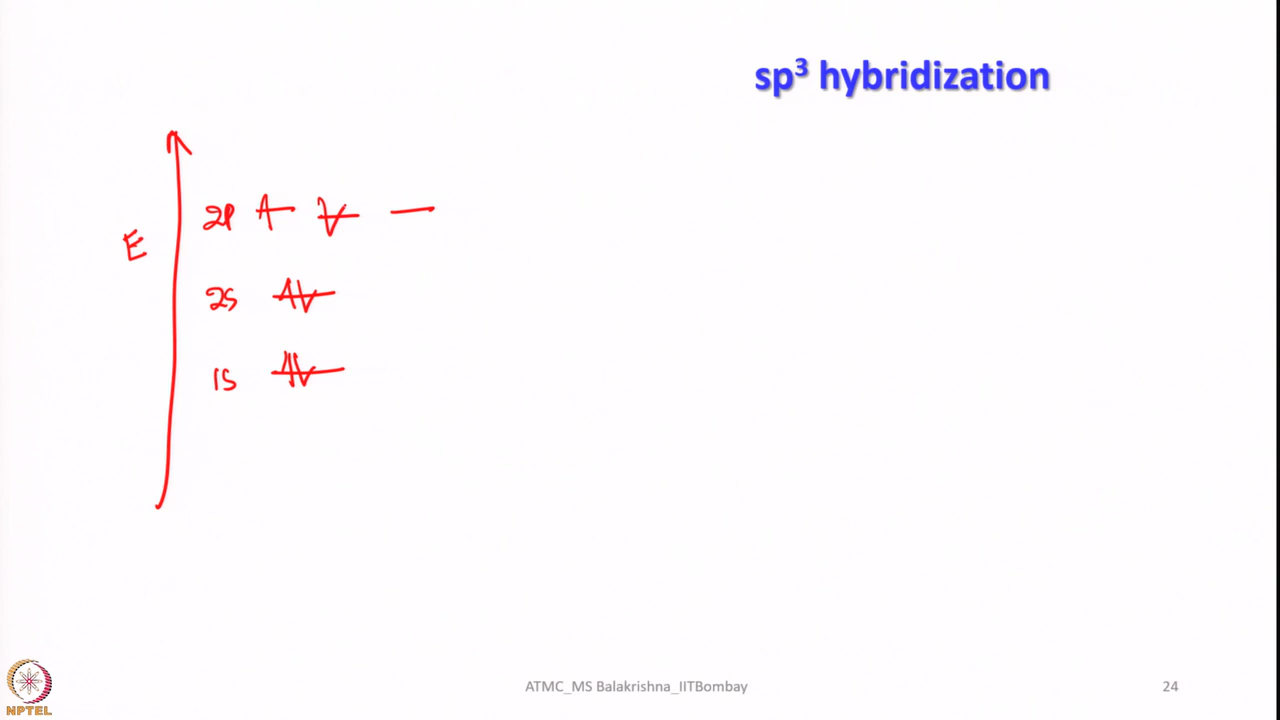 sp³ hybridization
2P
E
2S
1S
ATMC_MS Balakrishna_IITBombay
24
NPTEL